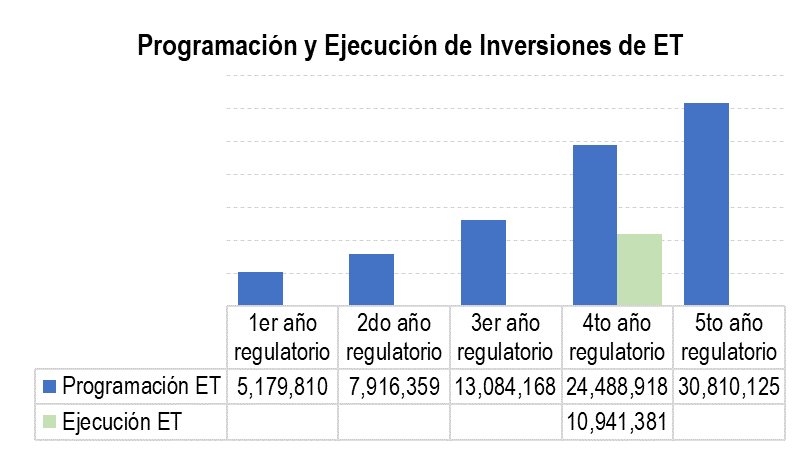 Programación y Ejecución de Inversiones de ET
1er año 2do año 3er año 4to año 5to año
regulatorio regulatorio regulatorio regulatorio regulatorio
Programación ET 5,179,810 7,916,359 13,084,168 24,488,918 30,810,125
Ejecución ET 10,941,381